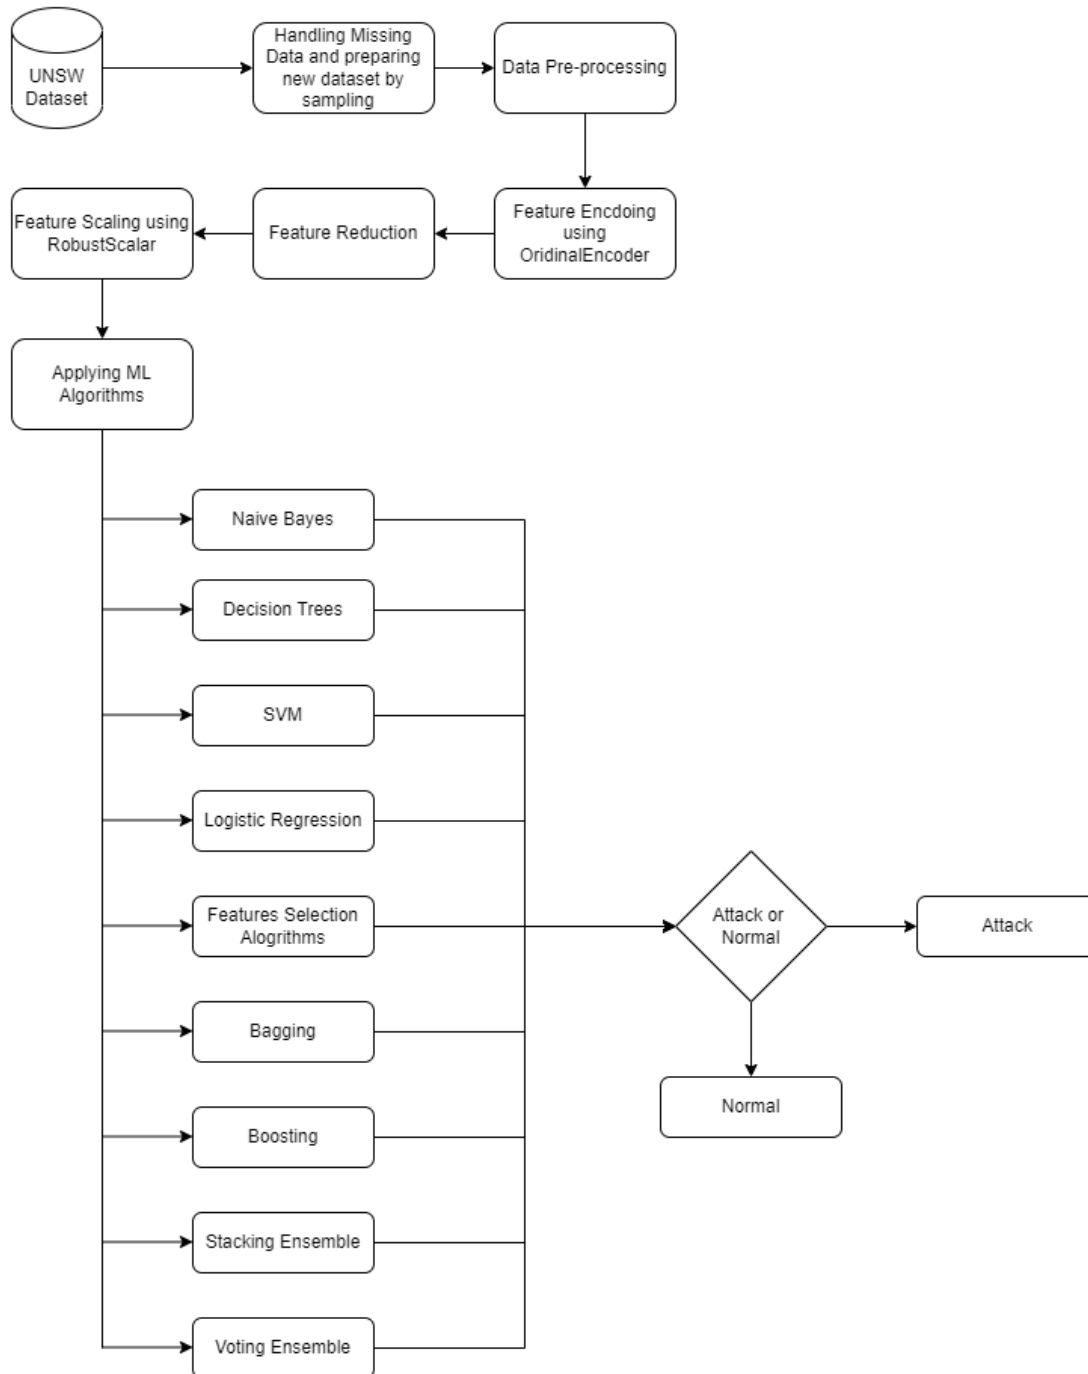 UNSW
Dataset
Handling Missing
Data and preparing
new dataset by
sampling
Data Pre-processing
Feature Scaling using
RobustScalar
Feature Reduction
Feature Encdoing
using
OridinalEncoder
Applying ML
Algorithms
Naive Bayes
Decision Trees
SVM
Logistic Regression
Features Selection
Alogrithms
Attack or
Normal
Attack
Bagging
Normal
Boosting
Stacking Ensemble
Voting Ensemble